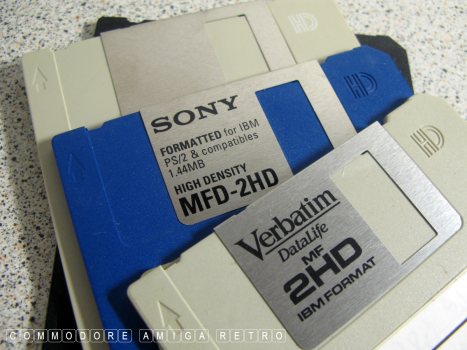 HD
HD
SONY
FORMATTED for IBM
PS/2 & compatibles
1.44MB
HIGH DENSITY
MFD-2HD
HD
Verbatim
DataLife
MF
2HD
IBM FORMAT
COMMODORE AMIGA RETRO